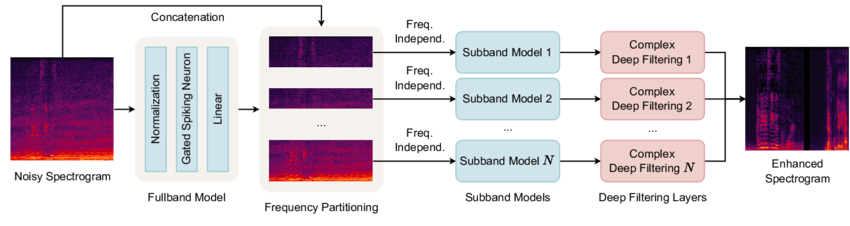 Concatenation
Noisy Spectrogram
Normalization
Gated Spiking Neuron
Linear
Fullband Model
...
Frequency Partitioning
Freq.
Independ.
Freq.
Independ.
Freq.
Independ.
Subband Model 1
Subband Model 2
...
Subband Model N
Subband Models
Complex
Deep Filtering 1
Complex
Deep Filtering 2
...
Complex
Deep Filtering N
Deep Filtering Layers
Enhanced
Spectrogram